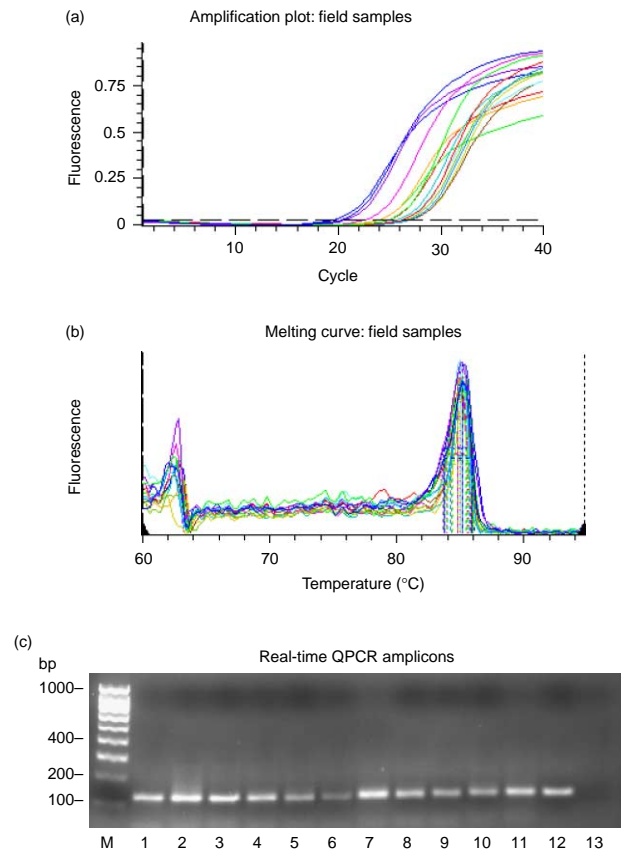 (a) Amplification plot: field samples
Fluorescence
0.75
0.5
0.25
0
10 20 30 40
Cycle
(b) Melting curve: field samples
Fluorescence
60 70 80 90
Temperature (°C)
(c)
bp Real-time QPCR amplicons
1000–
400–
200–
100–
M 1 2 3 4 5 6 7 8 9 10 11 12 13